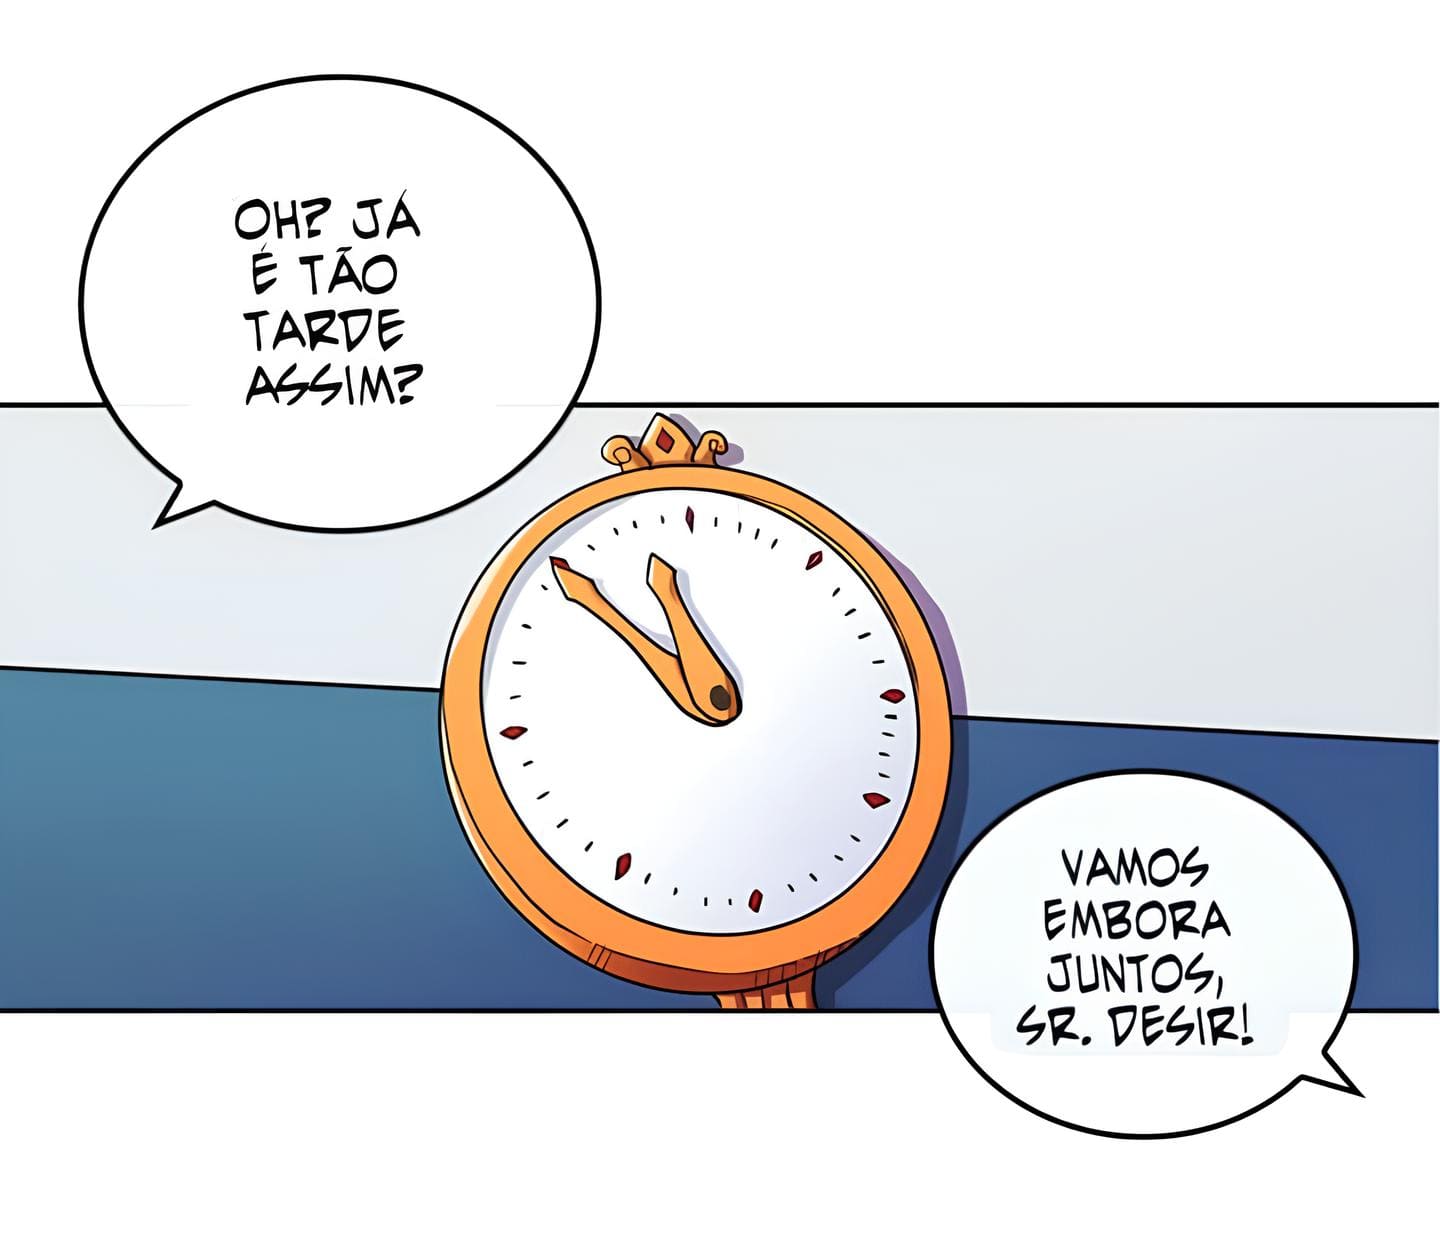 OH? JÁ
É TÃO
TARDE
ASSIM?
VAMOS
EMBORA
JUNTOS,
SR. DESIR!